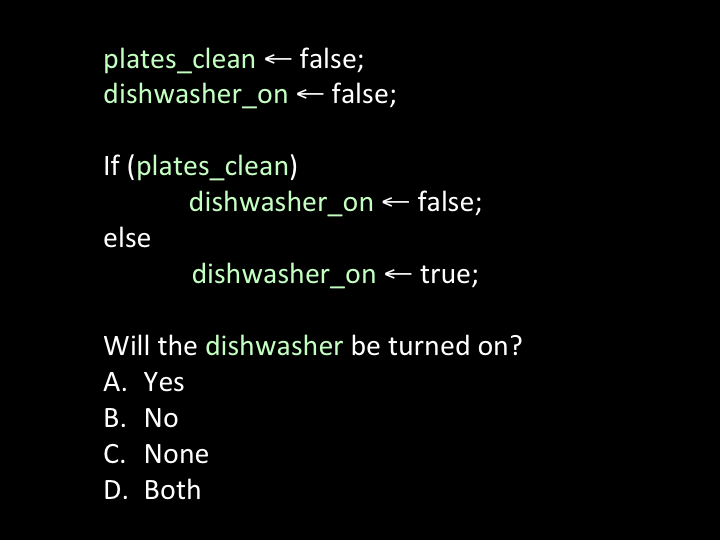 plates_clean ← false;
dishwasher_on ← false;
If (plates_clean)
dishwasher_on ← false;
else
dishwasher_on ← true;
Will the dishwasher be turned on?
A. Yes
B. No
C. None
D. Both